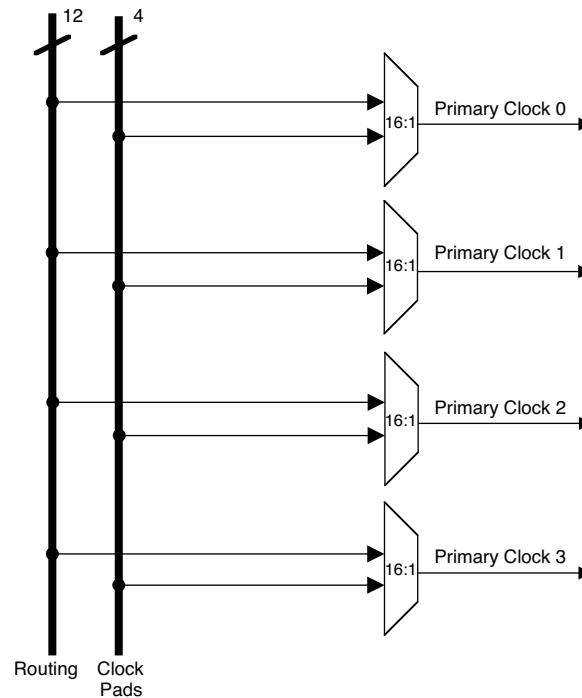 12
4
16:1
Primary Clock 0
16:1
Primary Clock 1
16:1
Primary Clock 2
16:1
Primary Clock 3
Routing
Clock
Pads